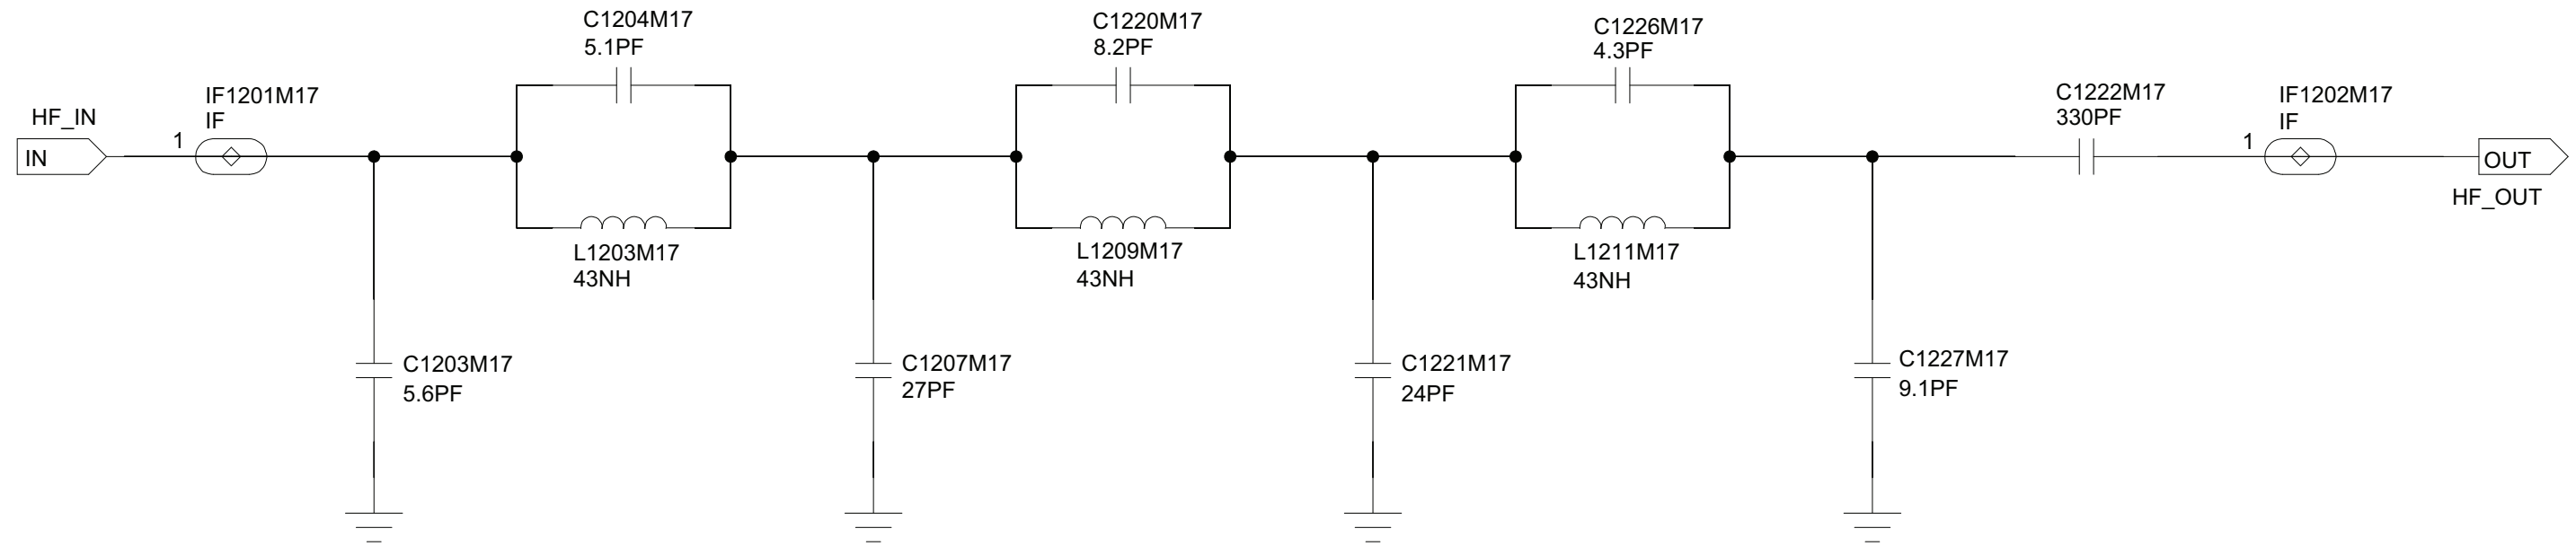 C1204M17
5.1PF
C1220M17
8.2PF
C1226M17
4.3PF
HF_IN
IN
1
IF1201M17
IF
C1222M17
330PF
1
IF1202M17
IF
OUT
HF_OUT
L1203M17
43NH
L1209M17
43NH
L1211M17
43NH
C1203M17
5.6PF
C1207M17
27PF
C1221M17
24PF
C1227M17
9.1PF